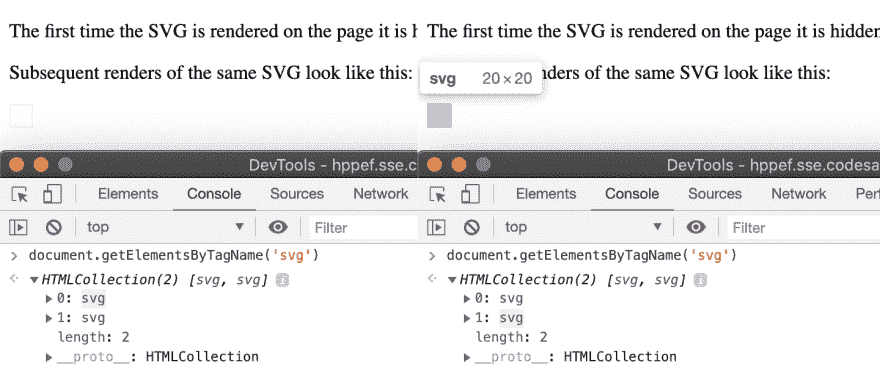 The first time the SVG is rendered on the page it is h
Subsequent renders of the same SVG look like this:
DevTools - hppef.sse.c
Elements Console Sources Network
top Filter
> document.getElementsByTagName('svg')
HTMLCollection(2) [svg, svg] i
0: svg
1: svg
length: 2
__proto__: HTMLCollection
The first time the SVG is rendered on the page it is hidden
svg 20×20 nders of the same SVG look like this:
DevTools - hppef.sse.codesa
Elements Console Sources Network Per
top Filter
> document.getElementsByTagName('svg')
HTMLCollection(2) [svg, svg] i
0: svg
1: svg
length: 2
__proto__: HTMLCollection